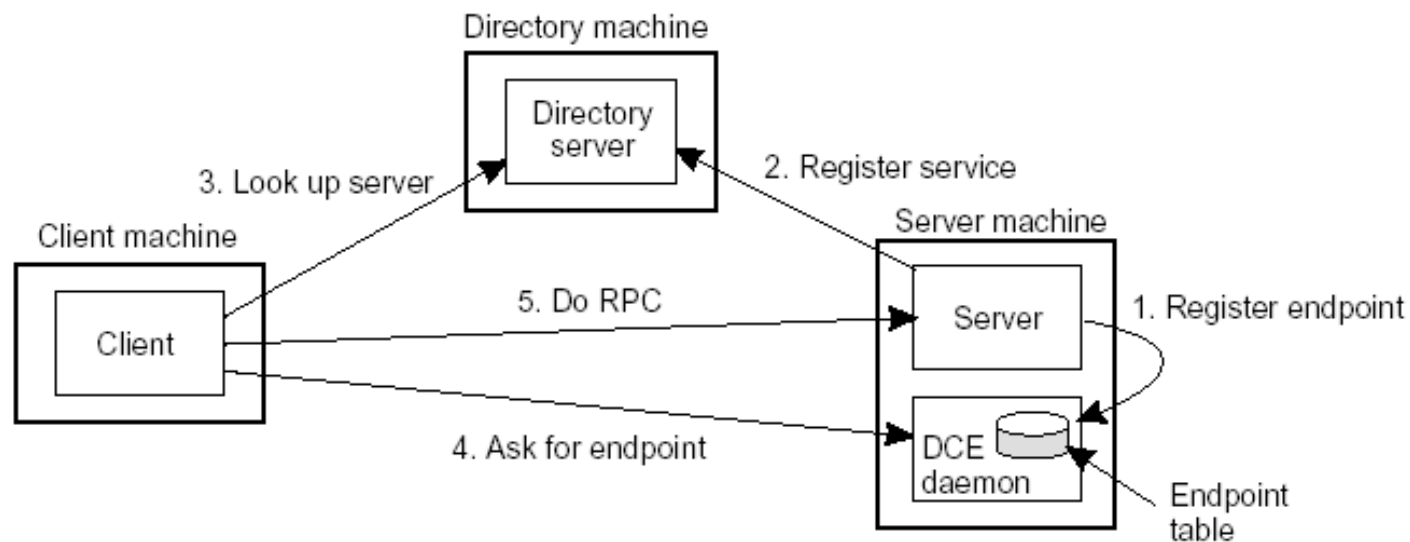 Directory machine
Directory
server
3. Look up server
2. Register service
Client machine
Server machine
5. Do RPC
1. Register endpoint
Client
Server
4. Ask for endpoint
DCE
daemon
Endpoint
table